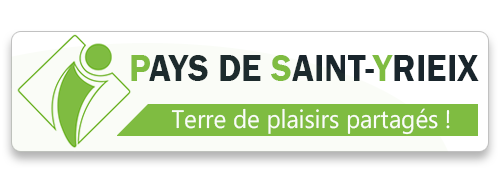 PAYS DE SAINT-YRIEIX
Terre de plaisirs partagés !